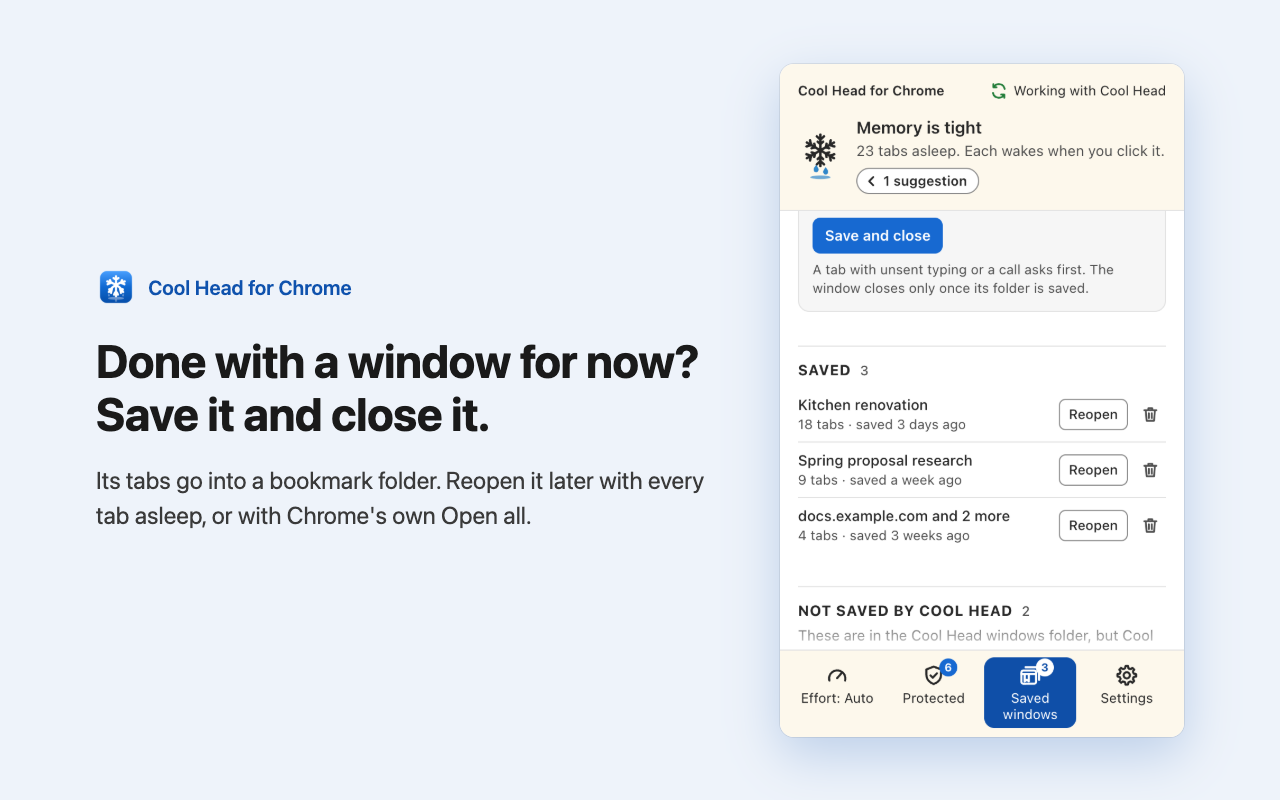 Cool Head for Chrome
Done with a window for now?
Save it and close it.
Its tabs go into a bookmark folder. Reopen it later with every
tab asleep, or with Chrome's own Open all.
Cool Head for Chrome
Working with Cool Head
Memory is tight
23 tabs asleep. Each wakes when you click it.
1 suggestion
Save and close
A tab with unsent typing or a call asks first. The
window closes only once its folder is saved.
SAVED 3
Kitchen renovation
18 tabs · saved 3 days ago
Reopen
Spring proposal research
9 tabs · saved a week ago
Reopen
docs.example.com and 2 more
4 tabs · saved 3 weeks ago
Reopen
NOT SAVED BY COOL HEAD 2
These are in the Cool Head windows folder, but Cool
Effort: Auto
6
Protected
3
Saved
windows
Settings